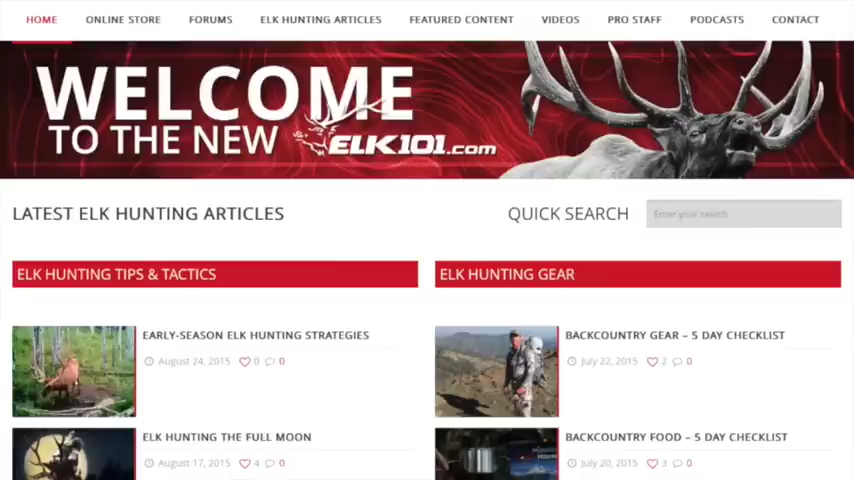 HOME ONLINE STORE FORUMS ELK HUNTING ARTICLES FEATURED CONTENT VIDEOS PRO STAFF PODCASTS CONTACT
WELCOME
TO THE NEW ELK101.com
LATEST ELK HUNTING ARTICLES
QUICK SEARCH Enter your search
ELK HUNTING TIPS & TACTICS
EARLY-SEASON ELK HUNTING STRATEGIES
August 24, 2015 0 0
ELK HUNTING THE FULL MOON
August 17, 2015 4 0
ELK HUNTING GEAR
BACKCOUNTRY GEAR – 5 DAY CHECKLIST
July 22, 2015 2 0
BACKCOUNTRY FOOD – 5 DAY CHECKLIST
July 20, 2015 3 0